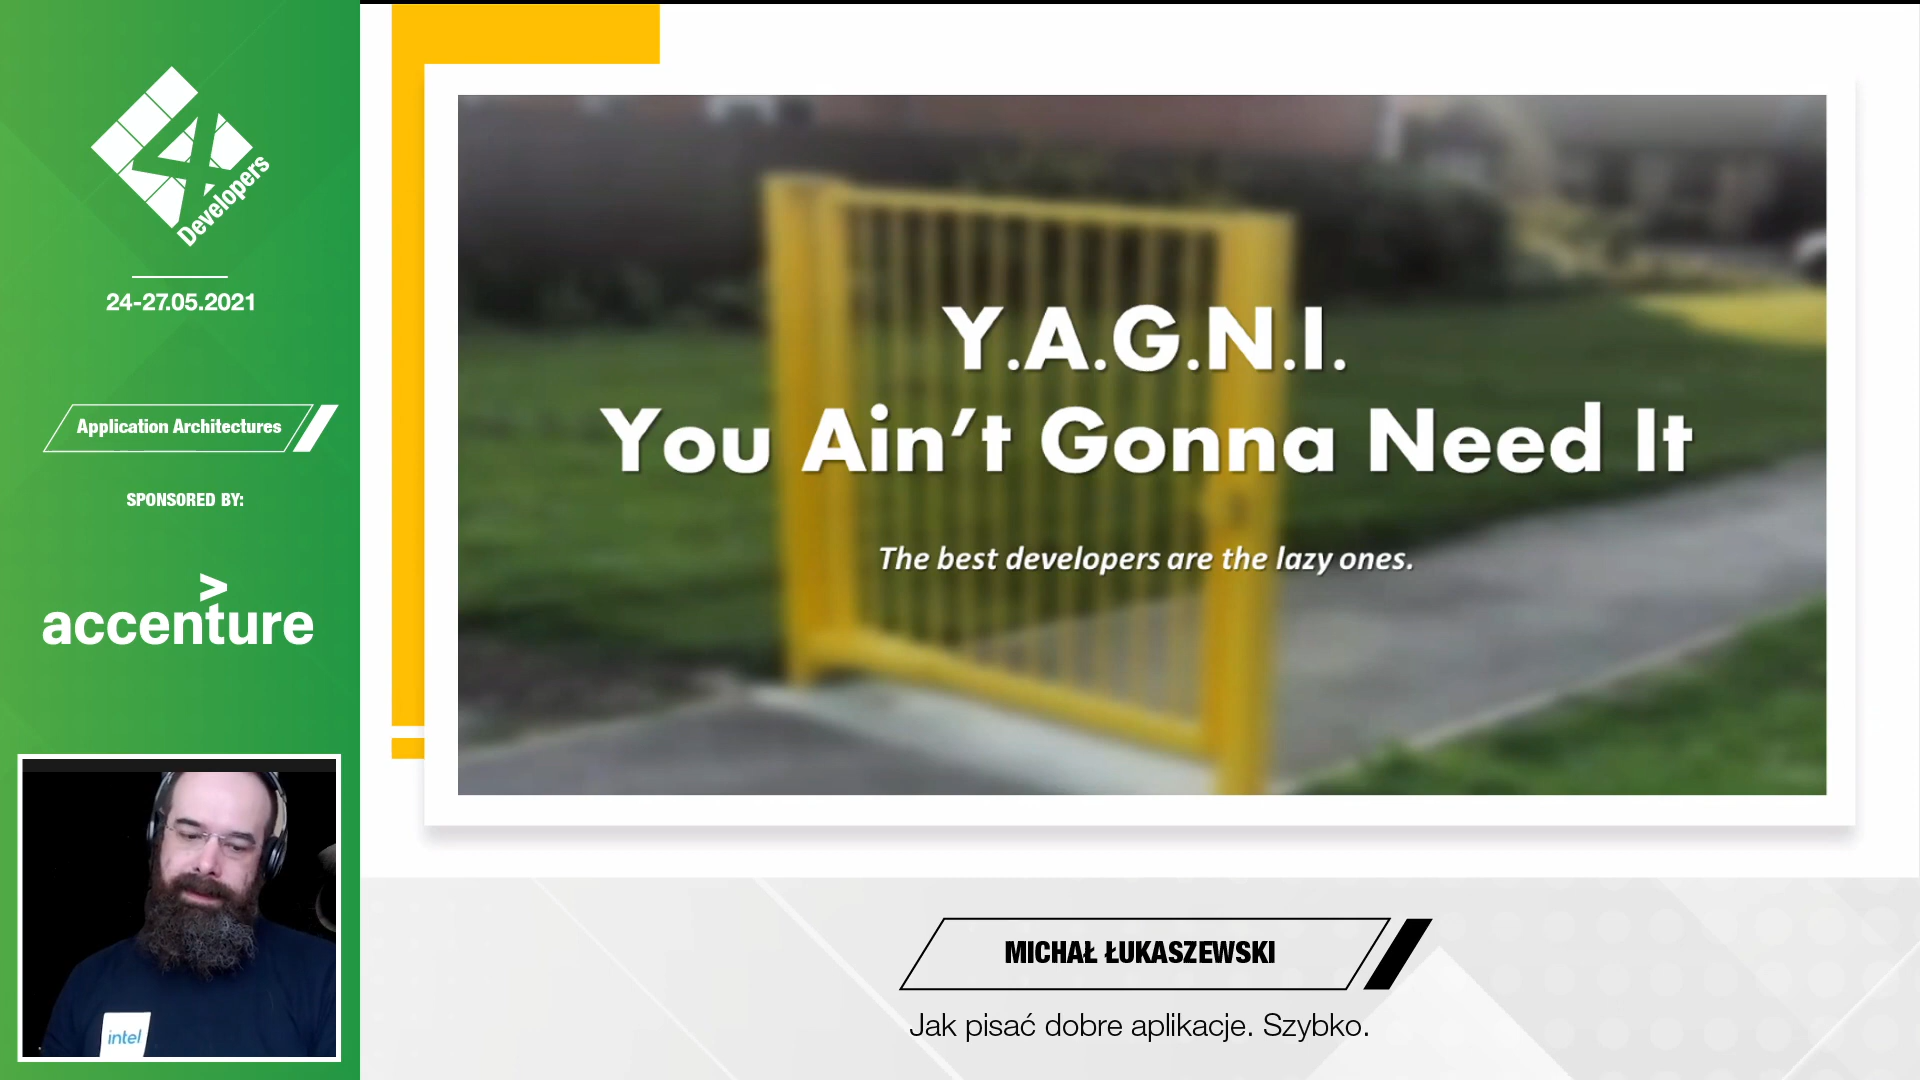 4
Developers
24-27.05.2021
Application Architectures
SPONSORED BY:
accenture
intel
Y.A.G.N.I.
You Ain't Gonna Need It
The best developers are the lazy ones.
MICHAŁ ŁUKASZEWSKI
Jak pisać dobre aplikacje. Szybko.